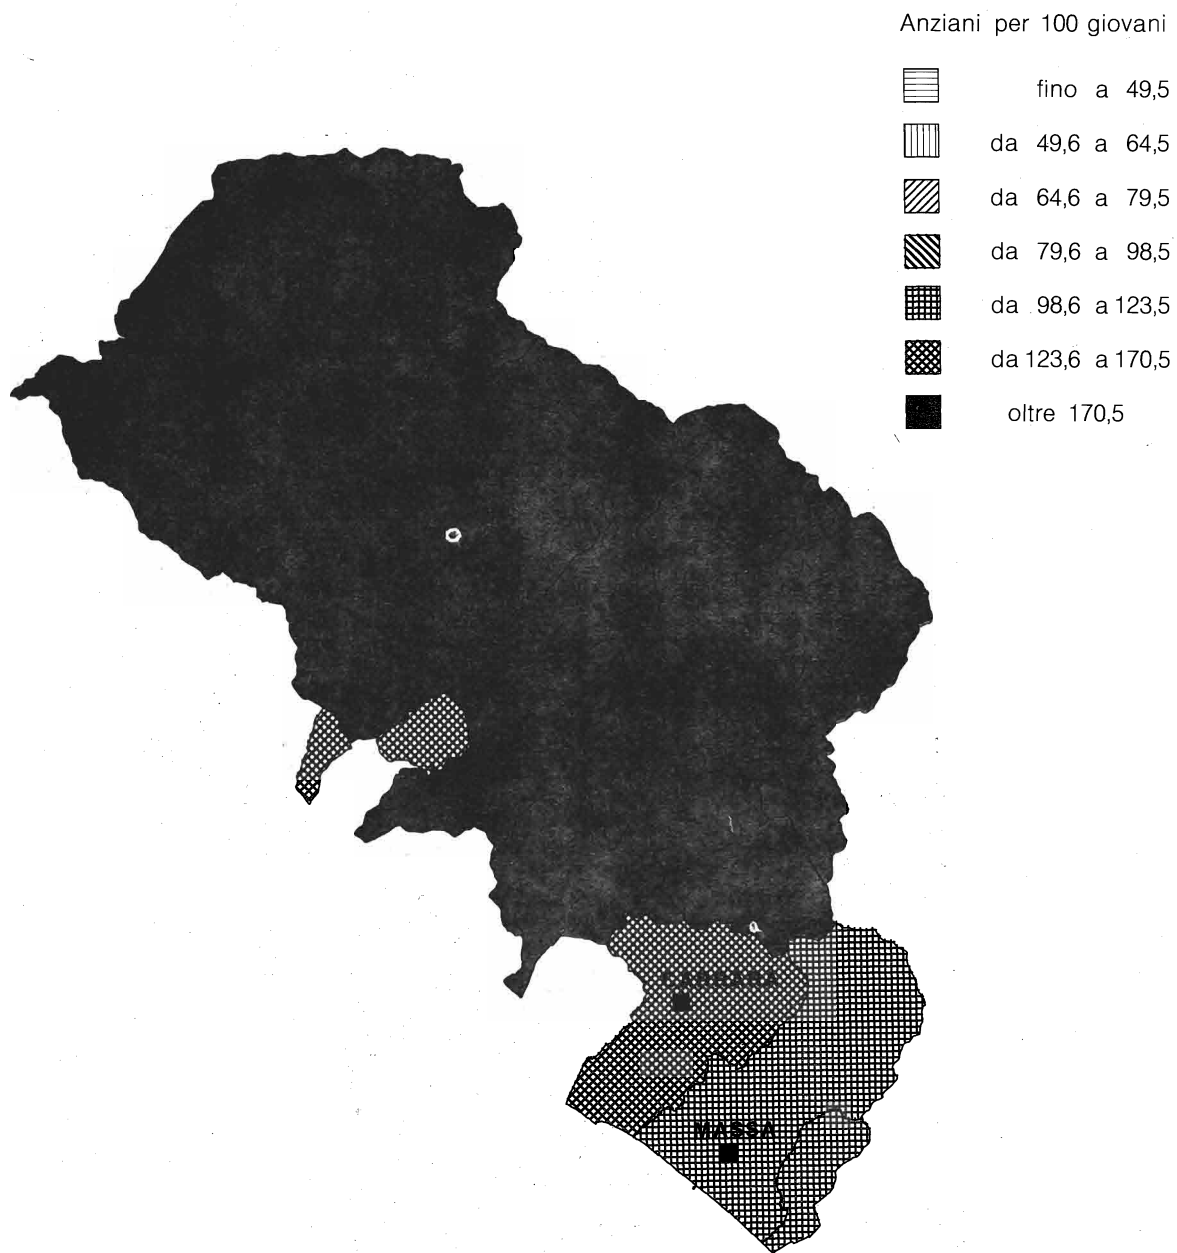 Anziani per 100 giovani
fino a 49,5
da 49,6 a 64,5
da 64,6 a 79,5
da 79,6 a 98,5
da 98,6 a 123,5
da 123,6 a 170,5
oltre 170,5
CARRARA
MASSA